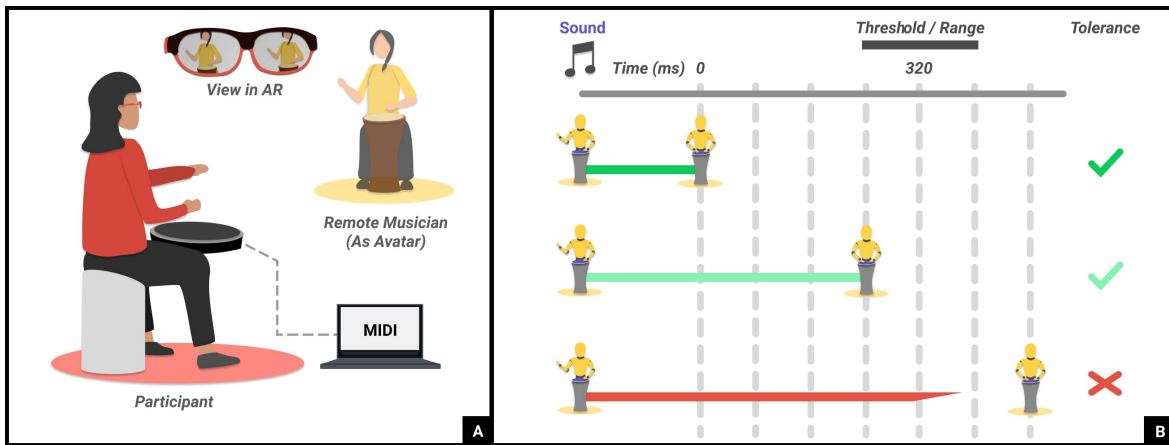 View in AR
Remote Musician
(As Avatar)
MIDI
Participant
A
Sound
Threshold / Range
Tolerance
Time (ms) 0
320
B